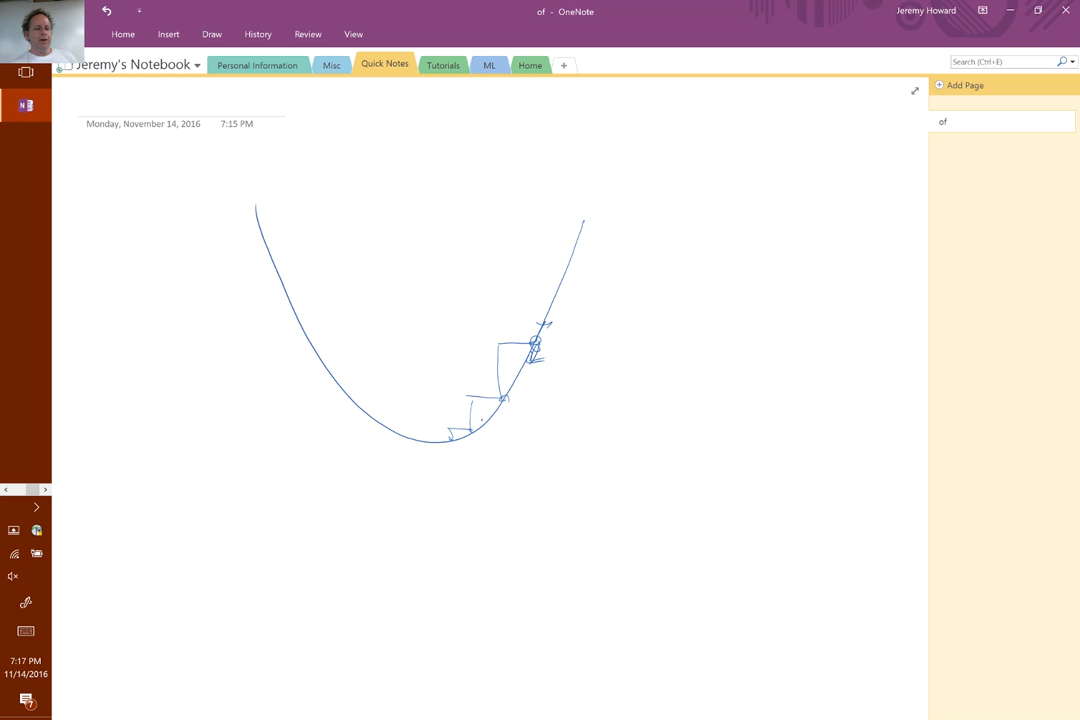 of - OneNote
Jeremy Howard
Home Insert Draw History Review View
Jeremy's Notebook
Personal Information
Misc
Quick Notes
Tutorials
ML
Home
Search (Ctrl+E)
Add Page
Monday, November 14, 2016 7:15 PM
of
N
7:17 PM
11/14/2016
7